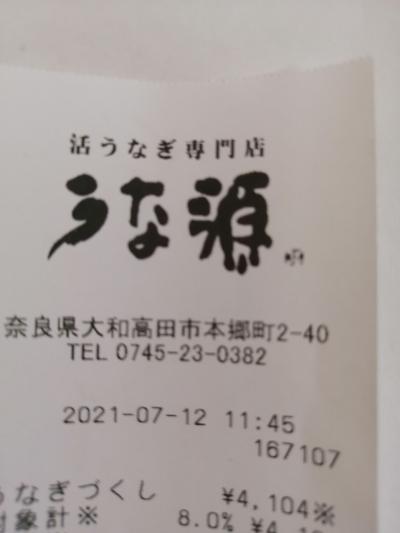 活うなぎ専門店
うな源
奈良県大和高田市本郷町2-40
TEL 0745-23-0382
2021-07-12 11:45
167107
うなぎづくし ¥4,104※
対象計※ 8.0%